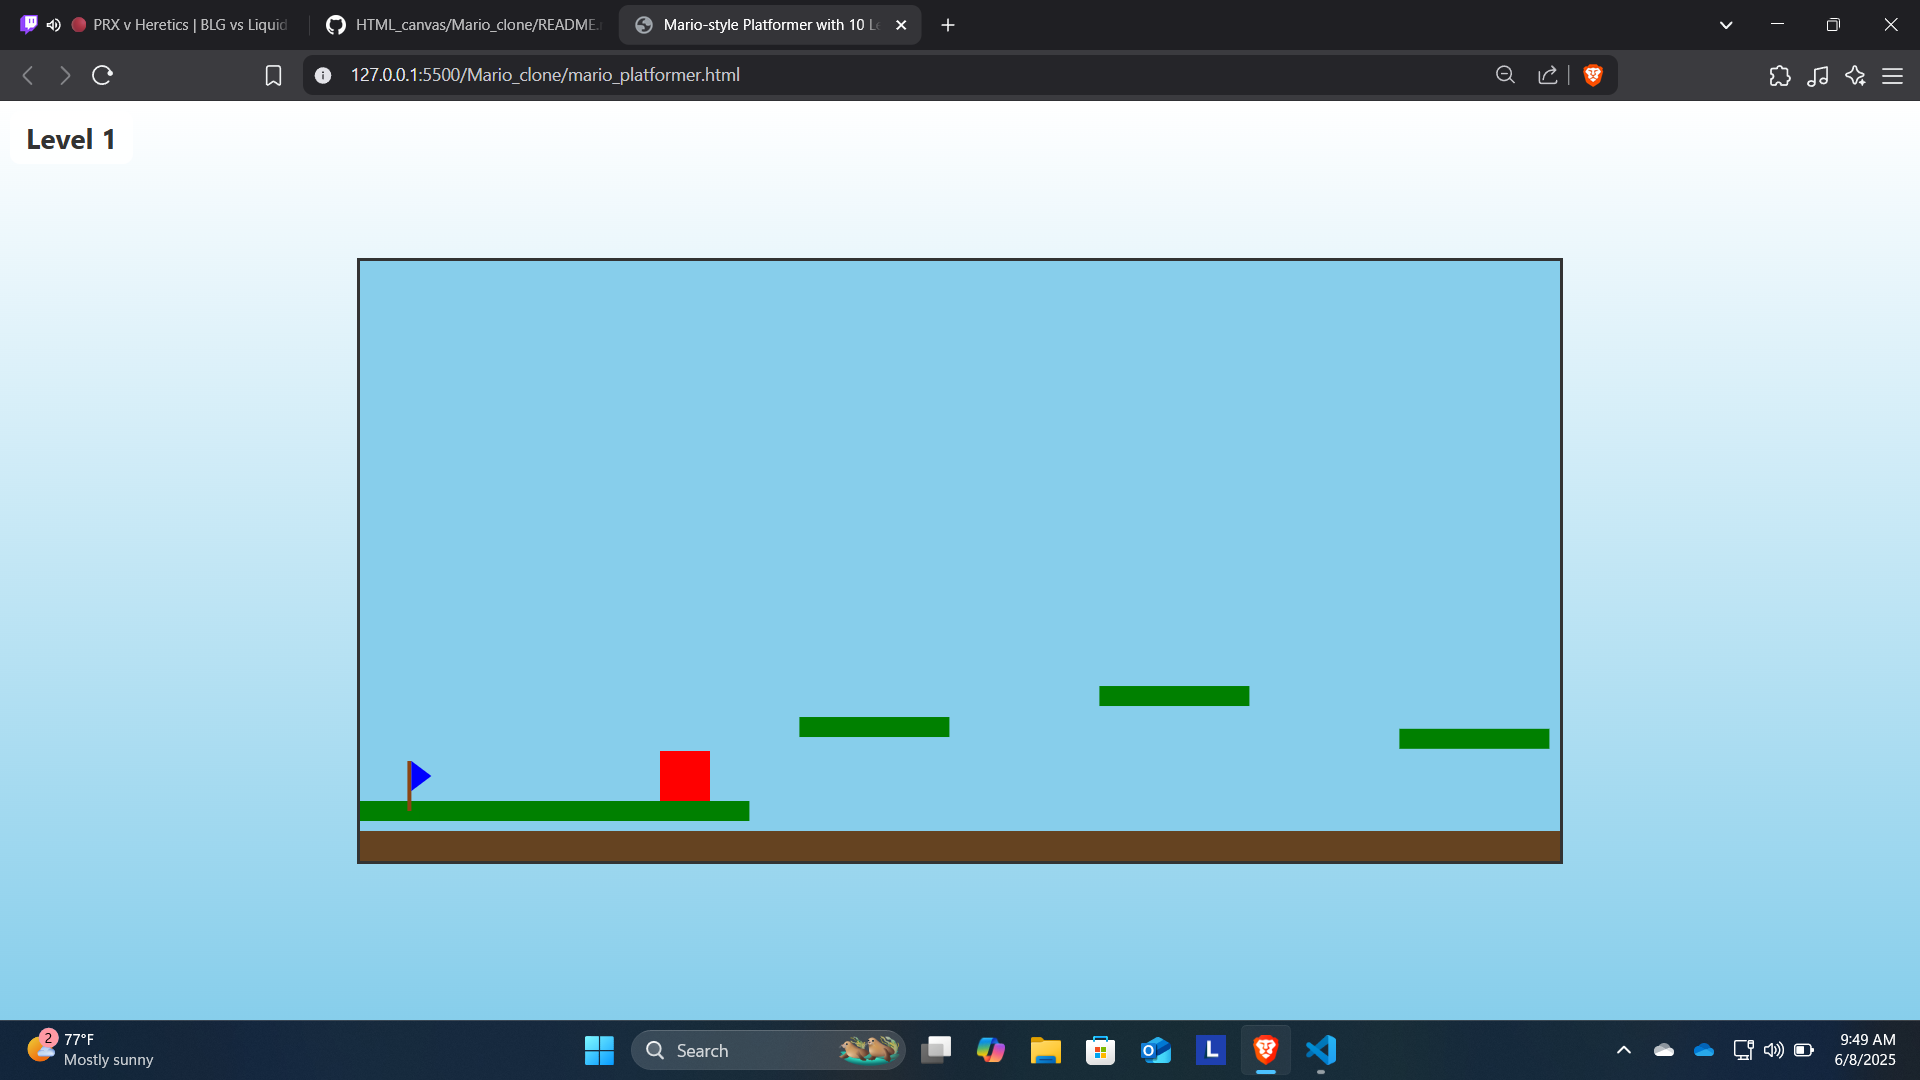 PRX v Heretics | BLG vs Liquid
HTML_canvas/Mario_clone/README.
Mario-style Platformer with 10 L
127.0.0.1:5500/Mario_clone/mario_platformer.html
Level 1
2
77°F
Mostly sunny
Search
L
9:49 AM
6/8/2025